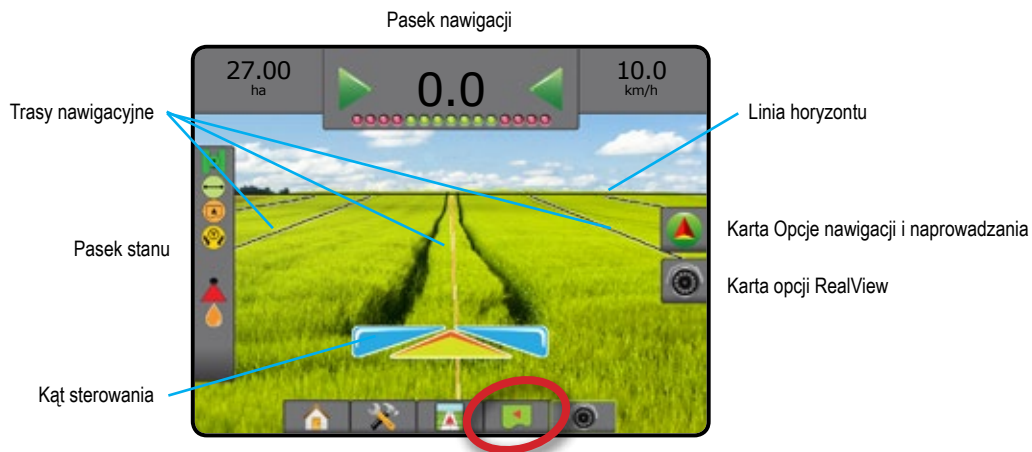 Pasek nawigacji
27.00
ha
0.0
10.0
km/h
Trasy nawigacyjne
Linia horyzontu
Pasek stanu
Karta Opcje nawigacji i naprowadzania
Karta opcji RealView
Kąt sterowania